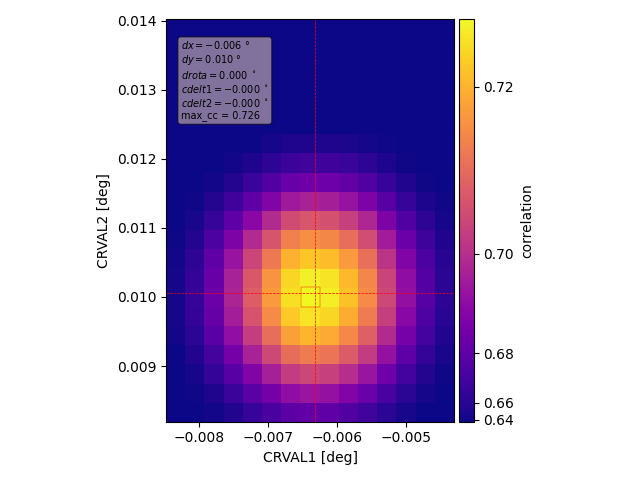 0.014
0.013
0.012
0.011
0.010
0.009
CRVAL2 [deg]
dx = −0.006 °
dy = 0.010 °
drota = 0.000 °
cdelt1 = −0.000 °
cdelt2 = −0.000 °
max_cc = 0.726
−0.008
−0.007
−0.006
−0.005
CRVAL1 [deg]
0.72
0.70
0.68
0.66
0.64
correlation